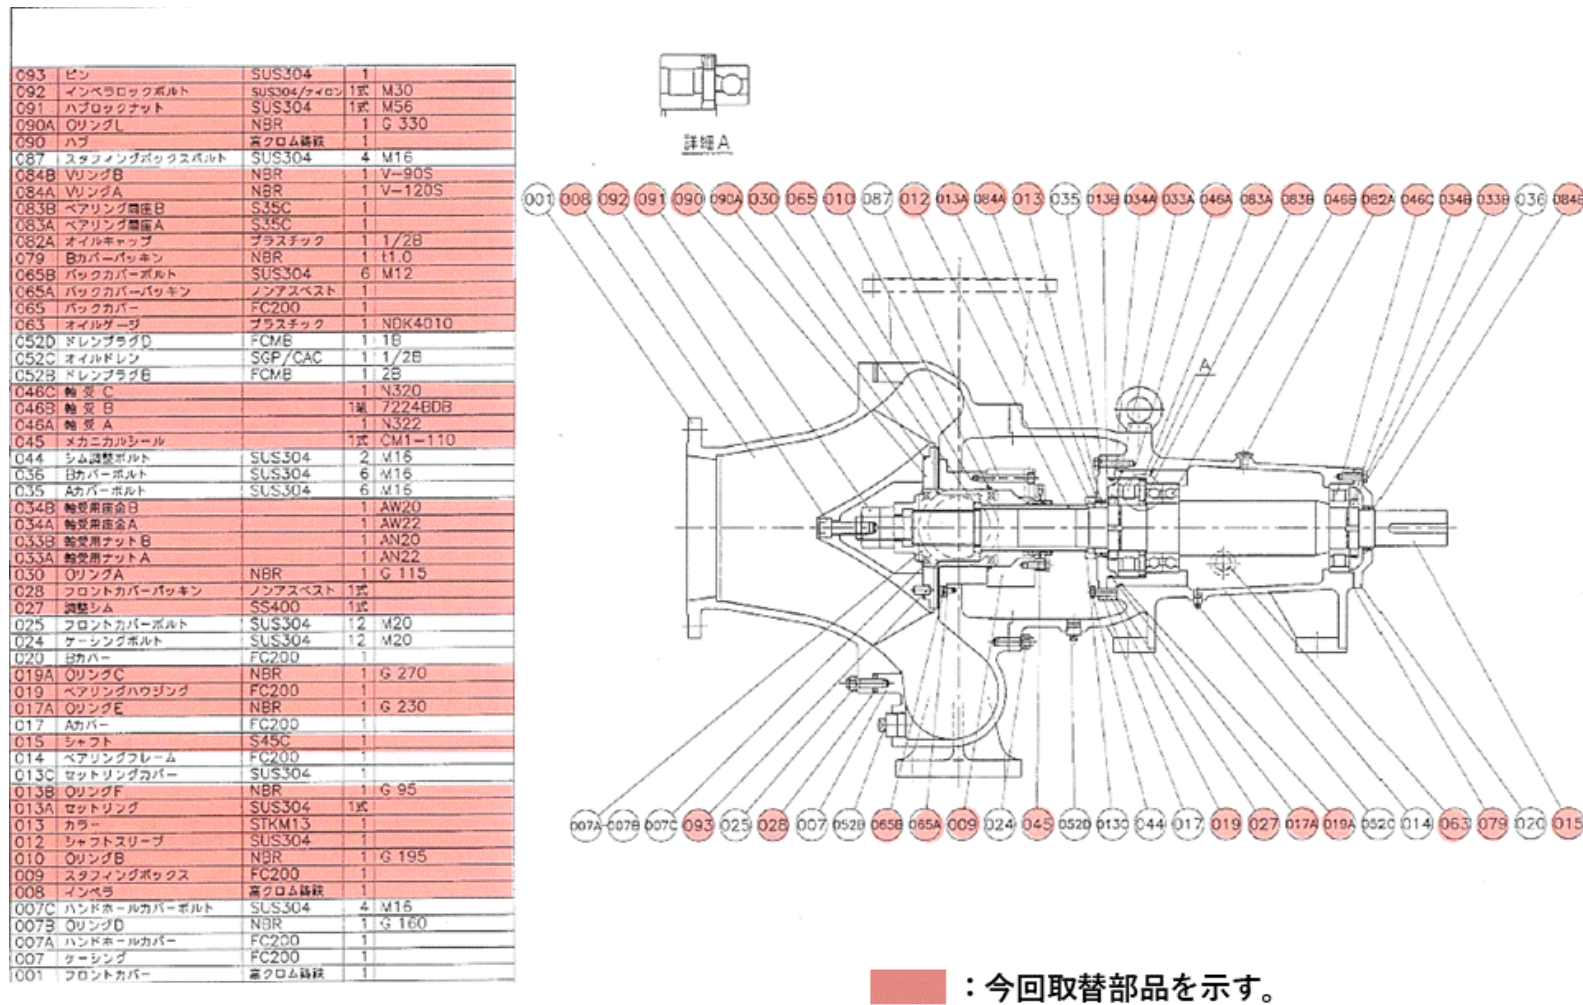 093 ピン SUS304 1
092 インペラロックボルト SUS304/ナイロン 1式 M30
091 ハブロックナット SUS304 1式 M56
090A OリングL NBR 1 G 330
090 ハブ 高クロム鋳鉄 1
087 スタフィングボックスボルト SUS304 4 M16
084B VリングB NBR 1 V-90S
084A VリングA NBR 1 V-120S
083B ベアリング間座B S35C 1
083A ベアリング間座A S35C 1
082A オイルキャップ プラスチック 1 1/2B
079 Bカバーパッキン NBR 1 t1.0
065B バックカバーボルト SUS304 6 M12
065A バックカバーパッキン ノンアスベスト 1
065 バックカバー FC200 1
063 オイルゲージ プラスチック 1 NDK4010
052D ドレンプラグD FCMB 1 1B
052C オイルドレン SGP/CAC 1 1/2B
052B ドレンプラグB FCMB 1 2B
046C 軸受 C 1 N320
046B 軸受 B 1組 7224BDB
046A 軸受 A 1 N322
045 メカニカルシール 1式 CM1-110
044 シム調整ボルト SUS304 2 M16
036 Bカバーボルト SUS304 6 M16
035 Aカバーボルト SUS304 6 M16
034B 軸受用座金B 1 AW20
034A 軸受用座金A 1 AW22
033B 軸受用ナットB 1 AN20
033A 軸受用ナットA 1 AN22
030 OリングA NBR 1 G 115
028 フロントカバーパッキン ノンアスベスト 1式
027 調整シム SS400 1式
025 フロントカバーボルト SUS304 12 M20
024 ケーシングボルト SUS304 12 M20
020 Bカバー FC200 1
019A OリングC NBR 1 G 270
019 ベアリングハウジング FC200 1
017A OリングE NBR 1 G 230
017 Aカバー FC200 1
015 シャフト S45C 1
014 ベアリングフレーム FC200 1
013C セットリングカバー SUS304 1
013B OリングF NBR 1 G 95
013A セットリング SUS304 1式
013 カラー STKM13 1
012 シャフトスリーブ SUS304 1
010 OリングB NBR 1 G 195
009 スタフィングボックス FC200 1
008 インペラ 高クロム鋳鉄 1
007C ハンドホールカバーボルト SUS304 4 M16
007B OリングD NBR 1 G 160
007A ハンドホールカバー FC200 1
007 ケーシング FC200 1
001 フロントカバー 高クロム鋳鉄 1
詳細A
001 008 092 091 090 090A 030 065 010 087 012 013A 084A 013 035 013B 034A 033A 046A 083A 083B 046B 082A 046C 034B 033B 036 084B
A
007A 007B 007C 093 025 028 007 052B 065B 065A 009 024 045 052D 013C 044 017 019 027 017A 019A 052C 014 063 079 020 015
：今回取替部品を示す。